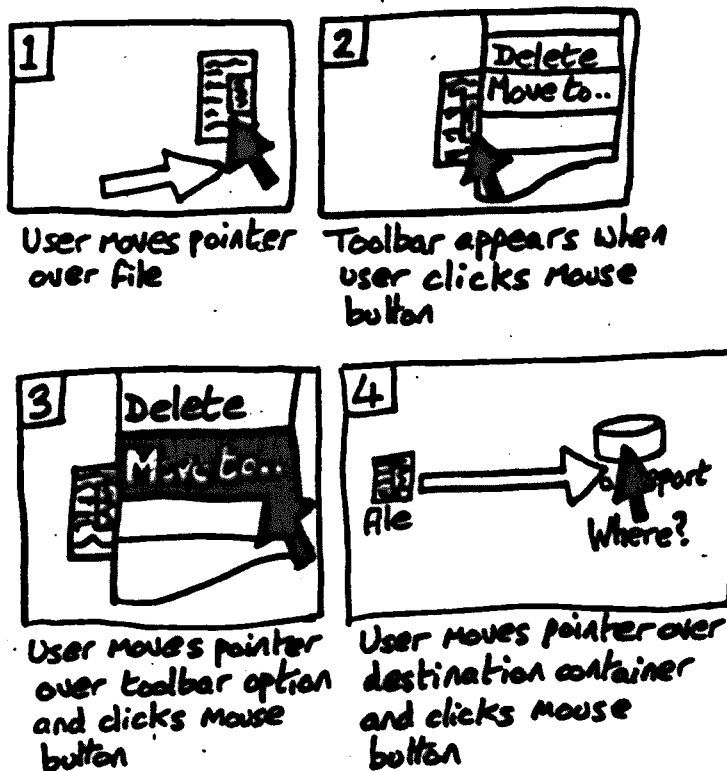 1
User moves pointer
over file
2
Delete
Move to..
Toolbar appears when
user clicks mouse
button
3
Delete
Move to..
User moves pointer
over toolbar option
and clicks mouse
button
4
File
Where?
User moves pointer over
destination container
and clicks mouse
button